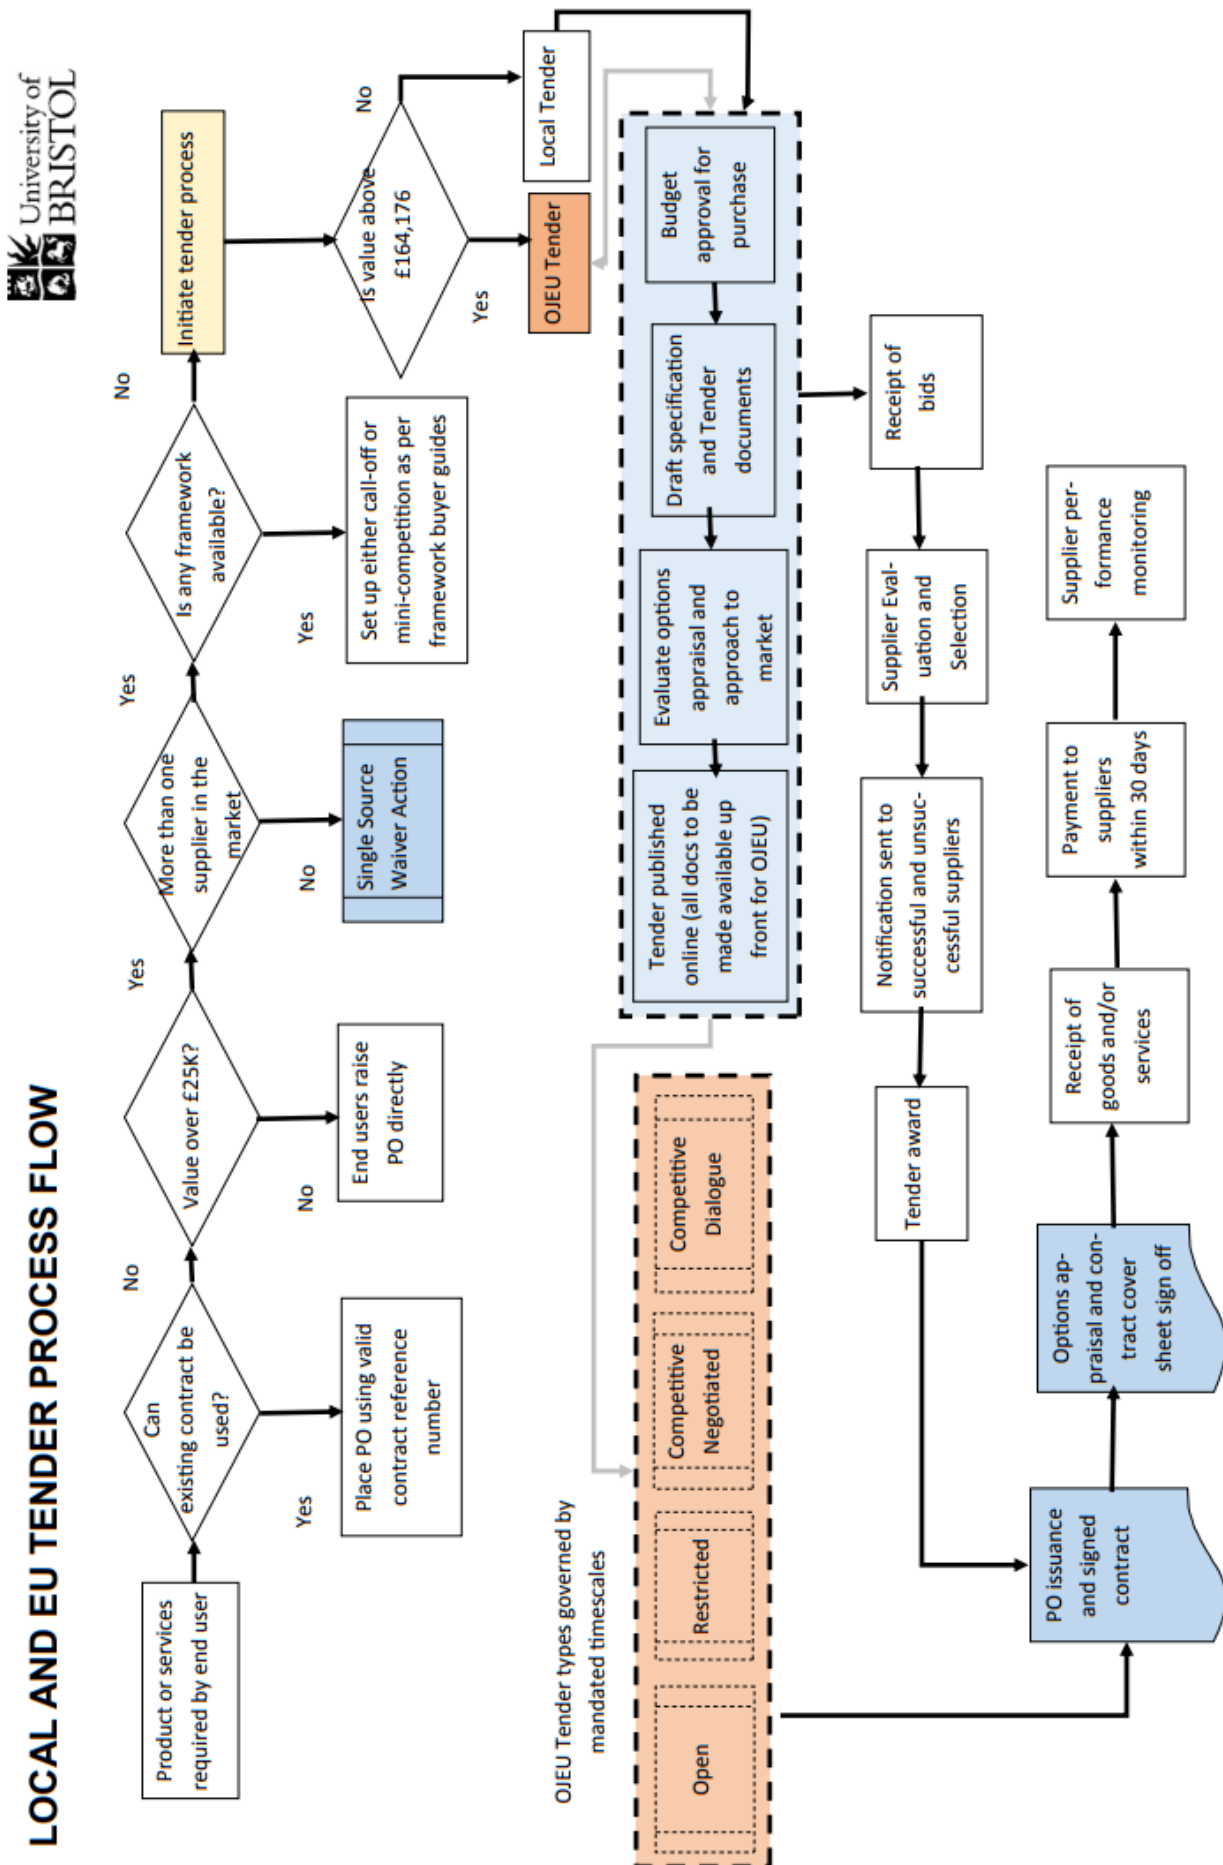 LOCAL AND EU TENDER PROCESS FLOW
University of
BRISTOL
Product or services
required by end user
Can
existing contract be
used?
No
Yes
Place PO using valid
contract reference
number
Value over £25K?
Yes
No
End users raise
PO directly
More than one
supplier in the
market
Yes
No
Single Source
Waiver Action
Is any framework
available?
No
Yes
Set up either call-off or
mini-competition as per
framework buyer guides
Initiate tender process
Is value above
£164,176
No
Yes
Local Tender
OJEU Tender
Budget
approval for
purchase
Draft specification
and Tender
documents
Evaluate options
appraisal and
approach to
market
Tender published
online (all docs to be
made available up
front for OJEU)
OJEU Tender types governed by
mandated timescales
Open
Restricted
Competitive
Negotiated
Competitive
Dialogue
Receipt of
bids
Supplier Eval-
uation and
Selection
Notification sent to
successful and unsuc-
cessful suppliers
Tender award
PO issuance
and signed
contract
Options ap-
praisal and con-
tract cover
sheet sign off
Receipt of
goods and/or
services
Payment to
suppliers
within 30 days
Supplier per-
formance
monitoring